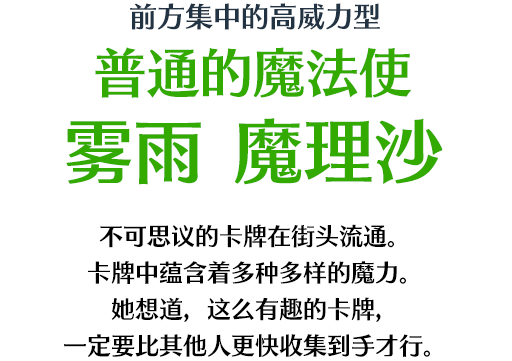 前方集中的高威力型
普通的魔法使
雾雨 魔理沙
不可思议的卡牌在街头流通。
卡牌中蕴含着多种多样的魔力。
她想道，这么有趣的卡牌，
一定要比其他人更快收集到手才行。